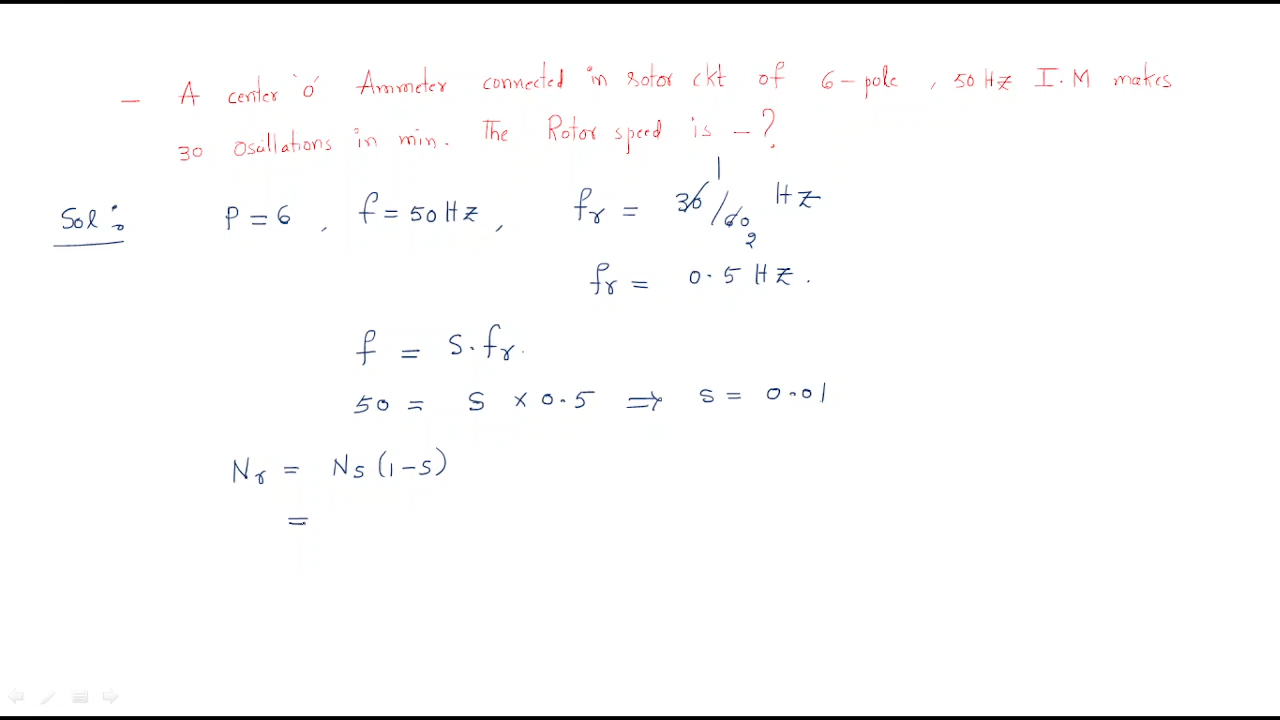 - A center 'o' Ammeter connected in rotor ckt of 6-pole, 50 Hz I.M makes
30 oscillations in min. The Rotor speed is - ?
Sol: P = 6, f = 50 Hz, fr = 30/60 Hz
1
2
fr = 0.5 Hz.
f = s.fr.
50 = s × 0.5 ⇒ s = 0.01
Nr = Ns (1-s)
=